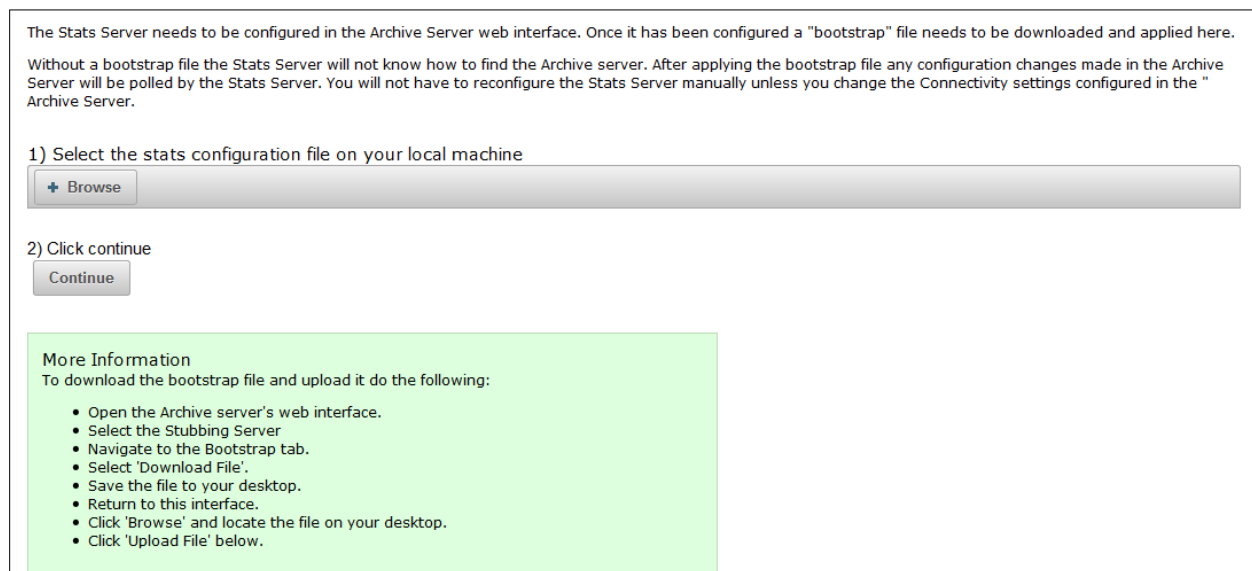 The Stats Server needs to be configured in the Archive Server web interface. Once it has been configured a "bootstrap" file needs to be downloaded and applied here.
Without a bootstrap file the Stats Server will not know how to find the Archive server. After applying the bootstrap file any configuration changes made in the Archive
Server will be polled by the Stats Server. You will not have to reconfigure the Stats Server manually unless you change the Connectivity settings configured in the "
Archive Server.
1) Select the stats configuration file on your local machine
+ Browse
2) Click continue
Continue
More Information
To download the bootstrap file and upload it do the following:
• Open the Archive server's web interface.
• Select the Stubbing Server
• Navigate to the Bootstrap tab.
• Select 'Download File'.
• Save the file to your desktop.
• Return to this interface.
• Click 'Browse' and locate the file on your desktop.
• Click 'Upload File' below.